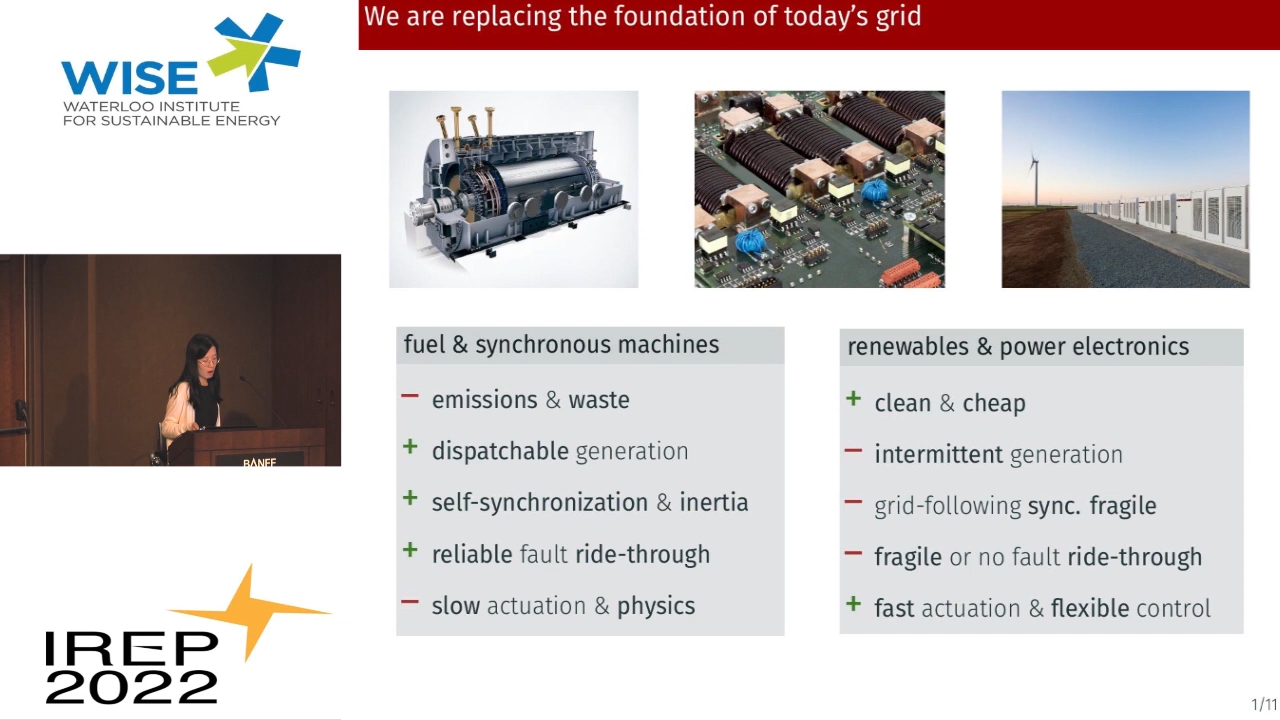 WISE
WATERLOO INSTITUTE
FOR SUSTAINABLE ENERGY
We are replacing the foundation of today's grid
fuel & synchronous machines
− emissions & waste
+ dispatchable generation
+ self-synchronization & inertia
+ reliable fault ride-through
− slow actuation & physics
renewables & power electronics
+ clean & cheap
− intermittent generation
− grid-following sync. fragile
− fragile or no fault ride-through
+ fast actuation & flexible control
BANFF
IREP
2022
1/11